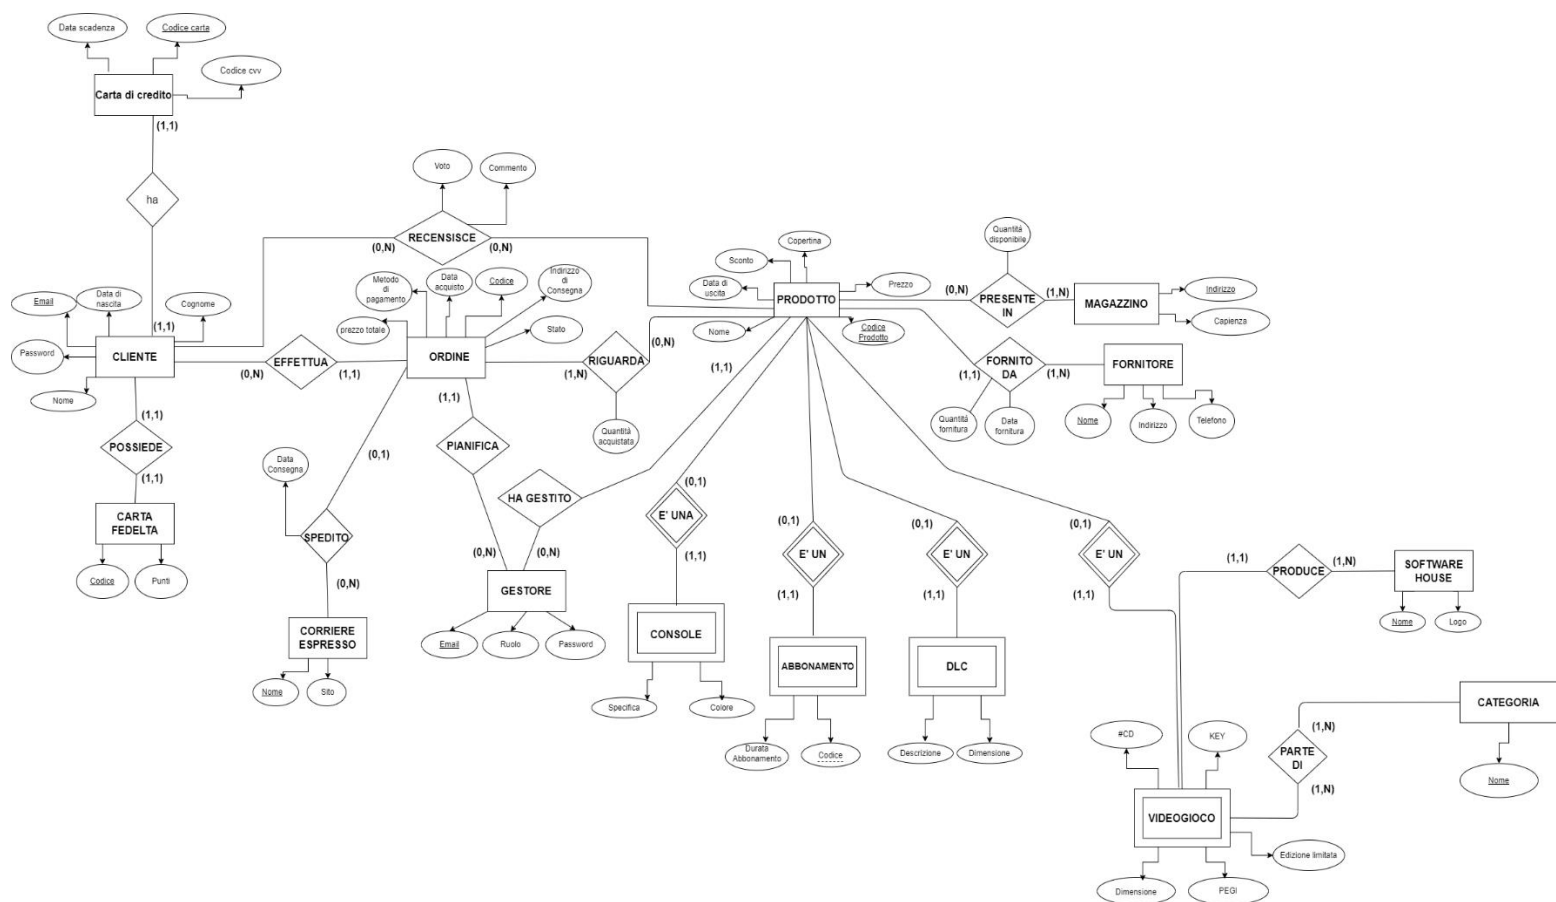 Data scadenza
Codice carta
Codice cvv
Carta di credito
(1,1)
ha
(1,1)
Voto
Commento
RECENSISCE
(0,N)
(0,N)
Email
Data di
nascita
Cognome
Password
CLIENTE
Nome
(0,N)
EFFETTUA
(1,1)
Metodo
di
pagamento
Data
acquisto
Codice
Indirizzo
di
Consegna
prezzo totale
Stato
ORDINE
(1,N)
RIGUARDA
(0,N)
Quantità
acquistata
Copertina
Sconto
Data di
uscita
Prezzo
PRODOTTO
Nome
Codice
Prodotto
Quantità
disponibile
(0,N)
PRESENTE
IN
(1,N)
MAGAZZINO
Indirizzo
Capienza
(1,1)
FORNITO
DA
(1,N)
FORNITORE
Quantità
fornitura
Data
fornitura
Nome
Indirizzo
Telefono
(1,1)
POSSIEDE
(1,1)
CARTA
FEDELTA
Codice
Punti
Data
Consegna
(0,1)
SPEDITO
(0,N)
CORRIERE
ESPRESSO
Nome
Sito
(1,1)
PIANIFICA
(0,N)
(1,1)
HA GESTITO
(0,N)
GESTORE
Email
Ruolo
Password
(0,1)
E' UNA
(1,1)
CONSOLE
Specifica
Colore
(0,1)
E' UN
(1,1)
ABBONAMENTO
Durata
Abbonamento
Codice
(0,1)
E' UN
(1,1)
DLC
Descrizione
Dimensione
(0,1)
E' UN
(1,1)
(1,1)
PRODUCE
(1,N)
SOFTWARE
HOUSE
Nome
Logo
CATEGORIA
Nome
(1,N)
PARTE
DI
(1,N)
#CD
KEY
VIDEOGIOCO
Edizione limitata
Dimensione
PEGI